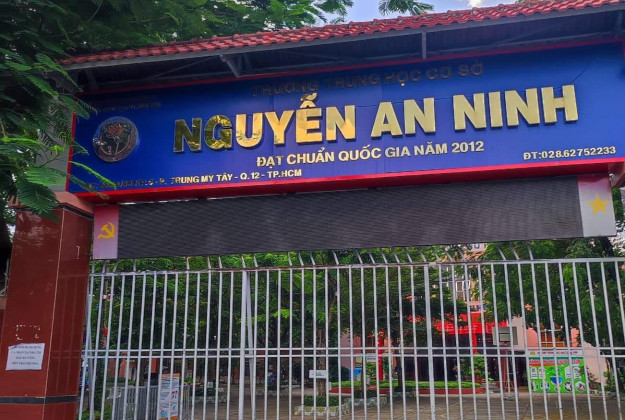 TRƯỜNG TRUNG HỌC CƠ SỞ
NGUYỄN AN NINH
ĐẠT CHUẨN QUỐC GIA NĂM 2012
P. TRUNG MỸ TÂY - Q.12 - TP.HCM
ĐT:028.62752233